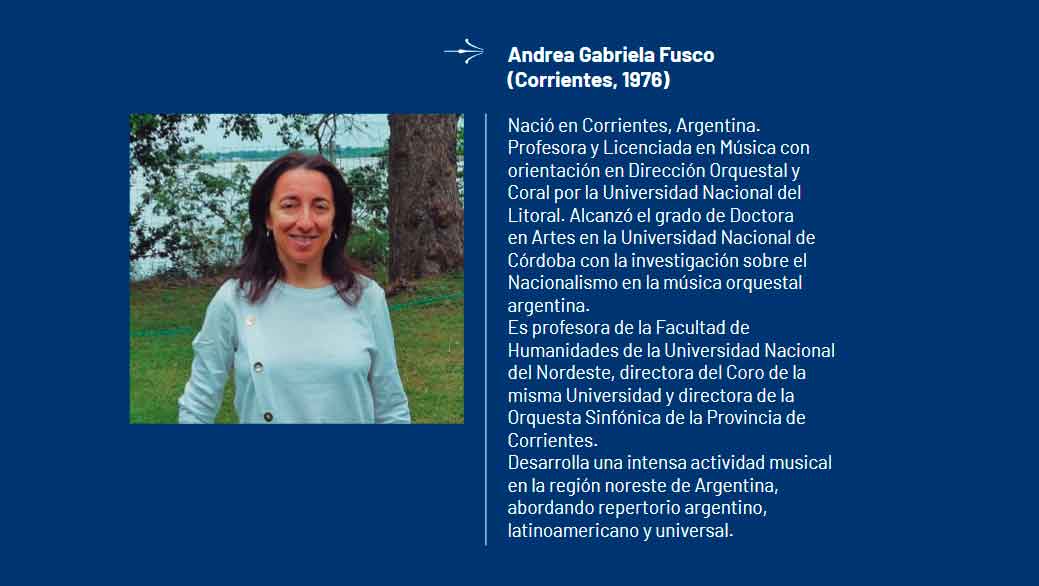 Andrea Gabriela Fusco
(Corrientes, 1976)
Nació en Corrientes, Argentina.
Profesora y Licenciada en Música con
orientación en Dirección Orquestal y
Coral por la Universidad Nacional del
Litoral. Alcanzó el grado de Doctora
en Artes en la Universidad Nacional de
Córdoba con la investigación sobre el
Nacionalismo en la música orquestal
argentina.
Es profesora de la Facultad de
Humanidades de la Universidad Nacional
del Nordeste, directora del Coro de la
misma Universidad y directora de la
Orquesta Sinfónica de la Provincia de
Corrientes.
Desarrolla una intensa actividad musical
en la región noreste de Argentina,
abordando repertorio argentino,
latinoamericano y universal.